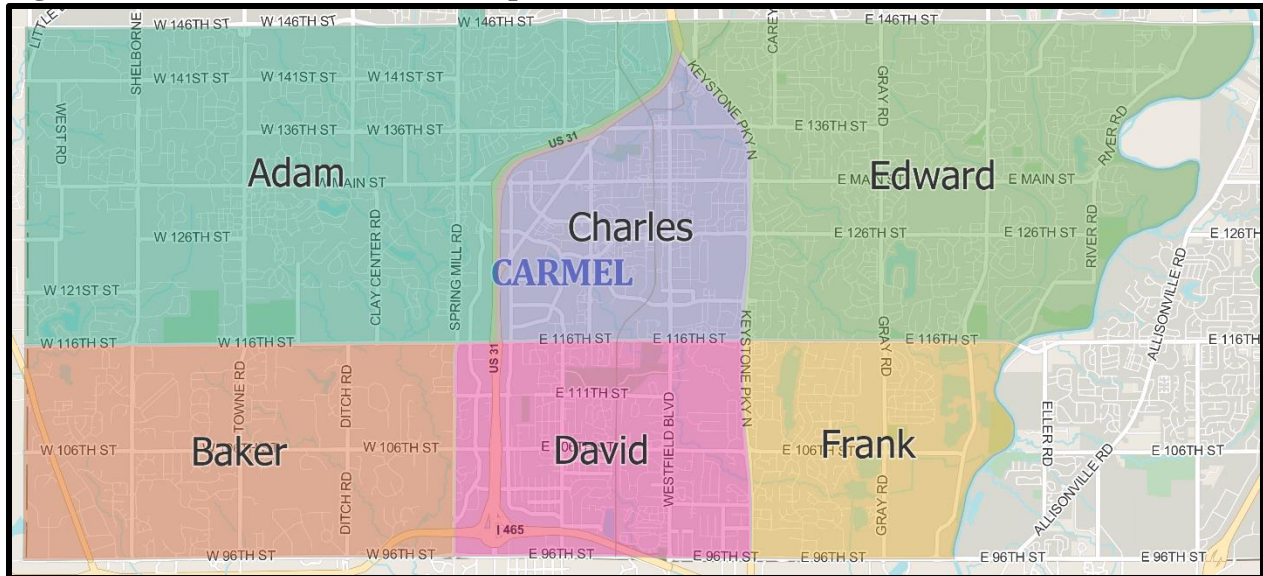 W 146TH ST
W 146TH ST
W 146TH ST
E 146TH ST
E 146TH ST
LITTLE
SHELBORNE
CAREY
W 141ST ST
W 141ST ST
W 141ST ST
KEYSTONE PKY N
GRAY RD
WEST RD
W 136TH ST
W 136TH ST
US 31
E 136TH ST
RIVER RD
Adam
W MAIN ST
E MAIN ST
Edward
E MAIN ST
Charles
W 126TH ST
E 126TH ST
E 126TH ST
E 126TH
CLAY CENTER RD
SPRING MILL RD
RIVER RD
CARMEL
W 121ST ST
ALLISONVILLE RD
W 116TH ST
W 116TH ST
US 31
E 116TH ST
E 116TH ST
KEYSTONE PKY N
GRAY RD
E 116TH ST
E 116TH
TOWNE RD
DITCH RD
E 111TH ST
WESTFIELD BLVD
ELLER RD
Baker
W 106TH ST
W 106TH ST
David
E 106TH ST
Frank
E 106TH ST
E 106TH ST
DITCH RD
GRAY RD
ALLISONVILLE RD
I 465
W 96TH ST
W 96TH ST
E 96TH ST
E 96TH ST
E 96TH ST
E 96TH ST
E 96TH ST